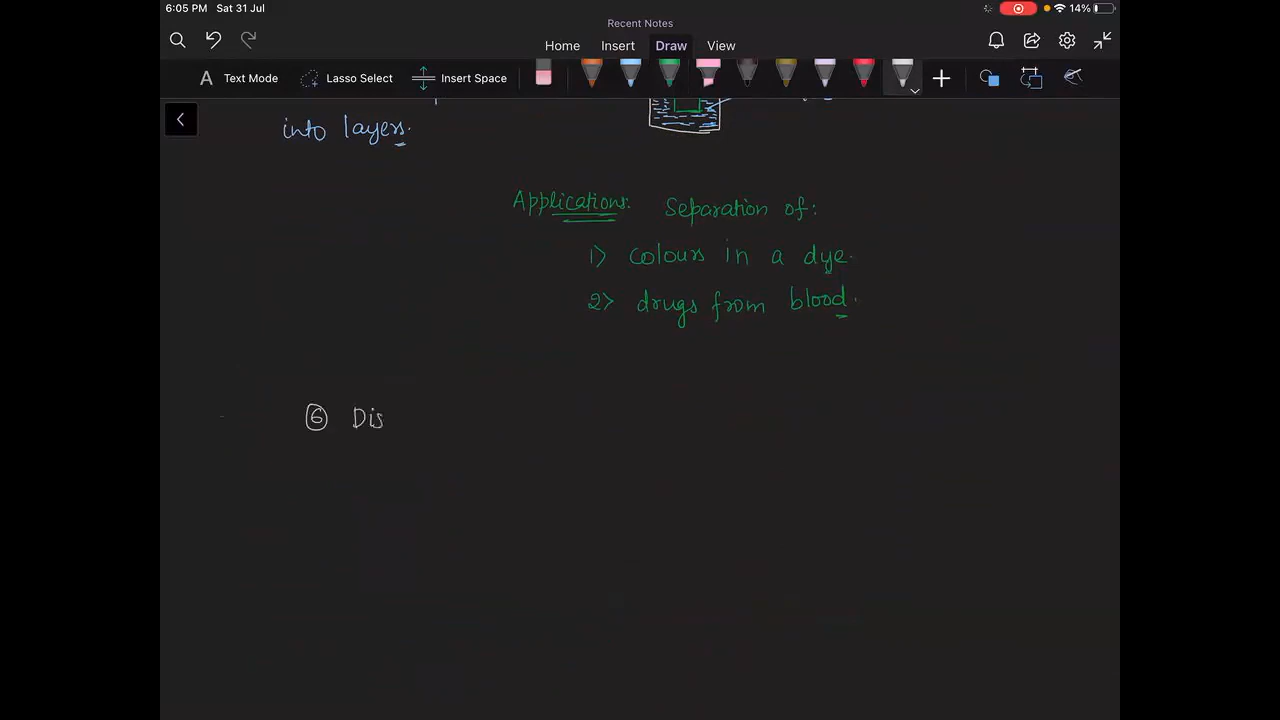 6:05 PM Sat 31 Jul
14%
Recent Notes
Home Insert Draw View
A Text Mode Lasso Select Insert Space
into layers.
Applications: Separation of:
1) colours in a dye.
2) drugs from blood.
6 Dis